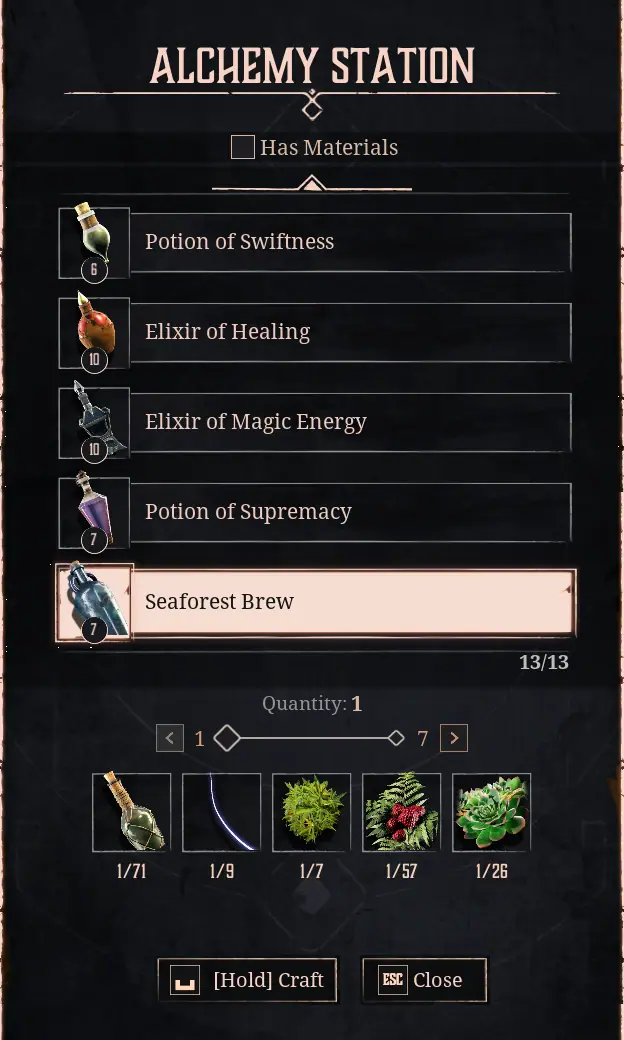 ALCHEMY STATION
Has Materials
Potion of Swiftness
6
Elixir of Healing
10
Elixir of Magic Energy
10
Potion of Supremacy
7
Seaforest Brew
7
13/13
Quantity: 1
< 1 7 >
1/71 1/9 1/7 1/57 1/26
[Hold] Craft ESC Close